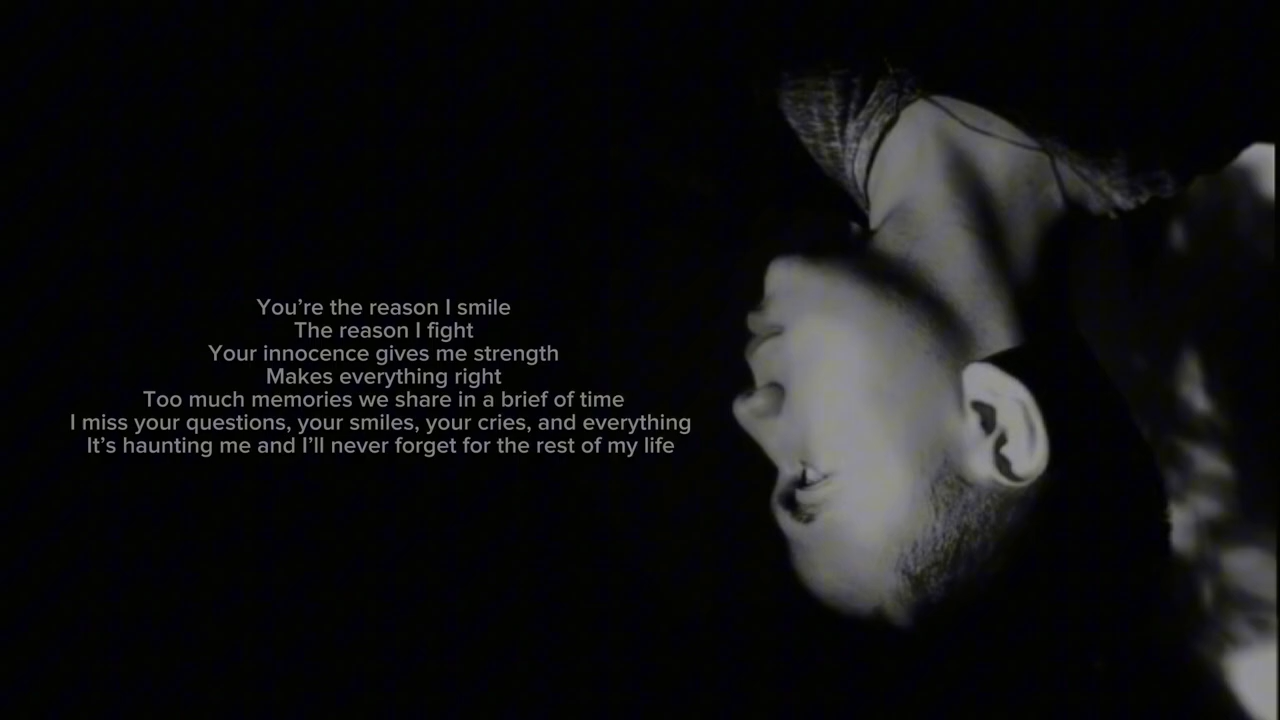 You’re the reason I smile
The reason I fight
Your innocence gives me strength
Makes everything right
Too much memories we share in a brief of time
I miss your questions, your smiles, your cries, and everything
It’s haunting me and I’ll never forget for the rest of my life